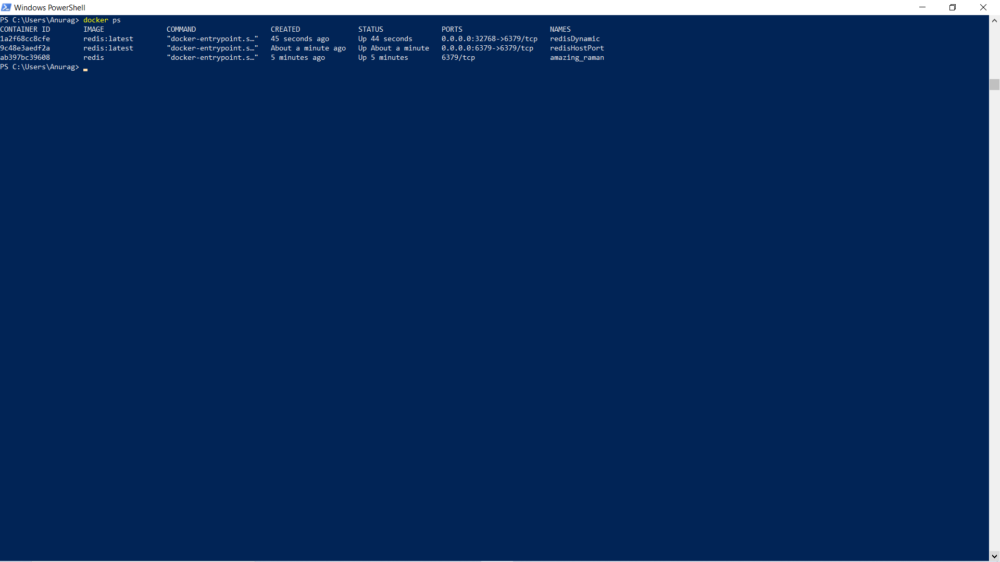 Windows PowerShell
PS C:\Users\Anurag> docker ps
CONTAINER ID        IMAGE               COMMAND                  CREATED              STATUS              PORTS                     NAMES
1a2f68cc8cfe        redis:latest        "docker-entrypoint.s…"   45 seconds ago       Up 44 seconds       0.0.0.0:32768->6379/tcp   redisDynamic
9c48e3aedf2a        redis:latest        "docker-entrypoint.s…"   About a minute ago   Up About a minute   0.0.0.0:6379->6379/tcp    redisHostPort
ab397bc39608        redis               "docker-entrypoint.s…"   5 minutes ago        Up 5 minutes        6379/tcp                  amazing_raman
PS C:\Users\Anurag>